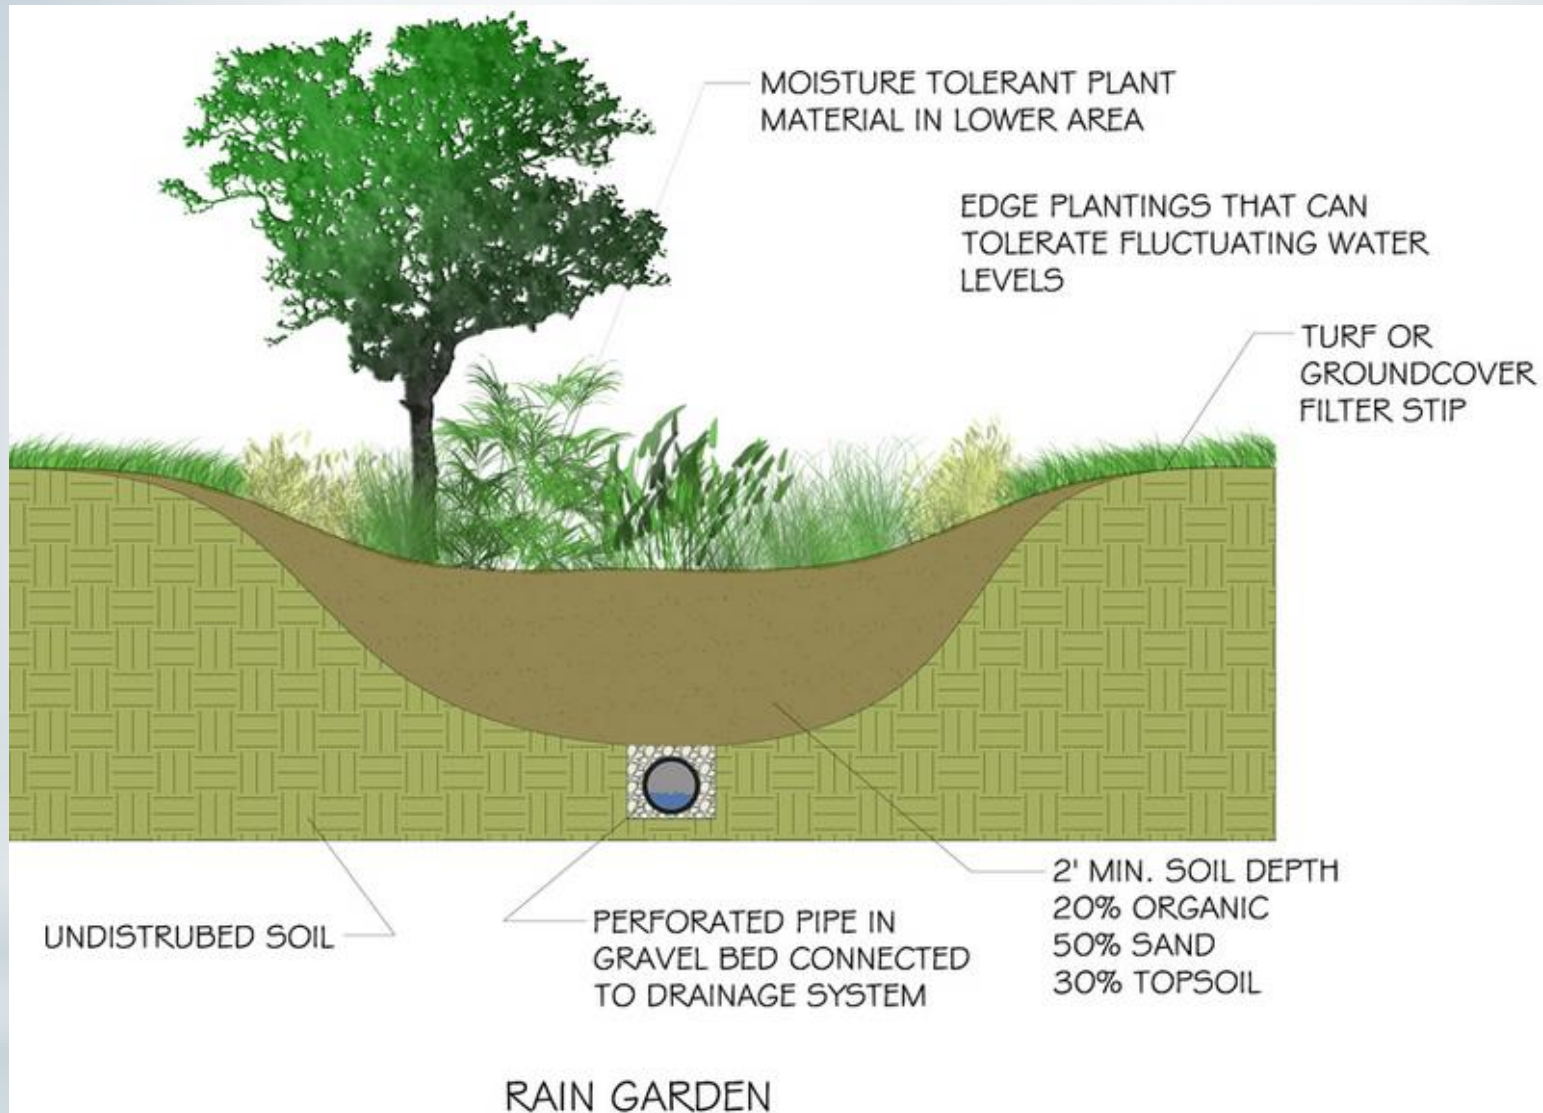 MOISTURE TOLERANT PLANT
MATERIAL IN LOWER AREA
EDGE PLANTINGS THAT CAN
TOLERATE FLUCTUATING WATER
LEVELS
TURF OR
GROUNDCOVER
FILTER STIP
2' MIN. SOIL DEPTH
20% ORGANIC
50% SAND
30% TOPSOIL
PERFORATED PIPE IN
GRAVEL BED CONNECTED
TO DRAINAGE SYSTEM
UNDISTRUBED SOIL
RAIN GARDEN